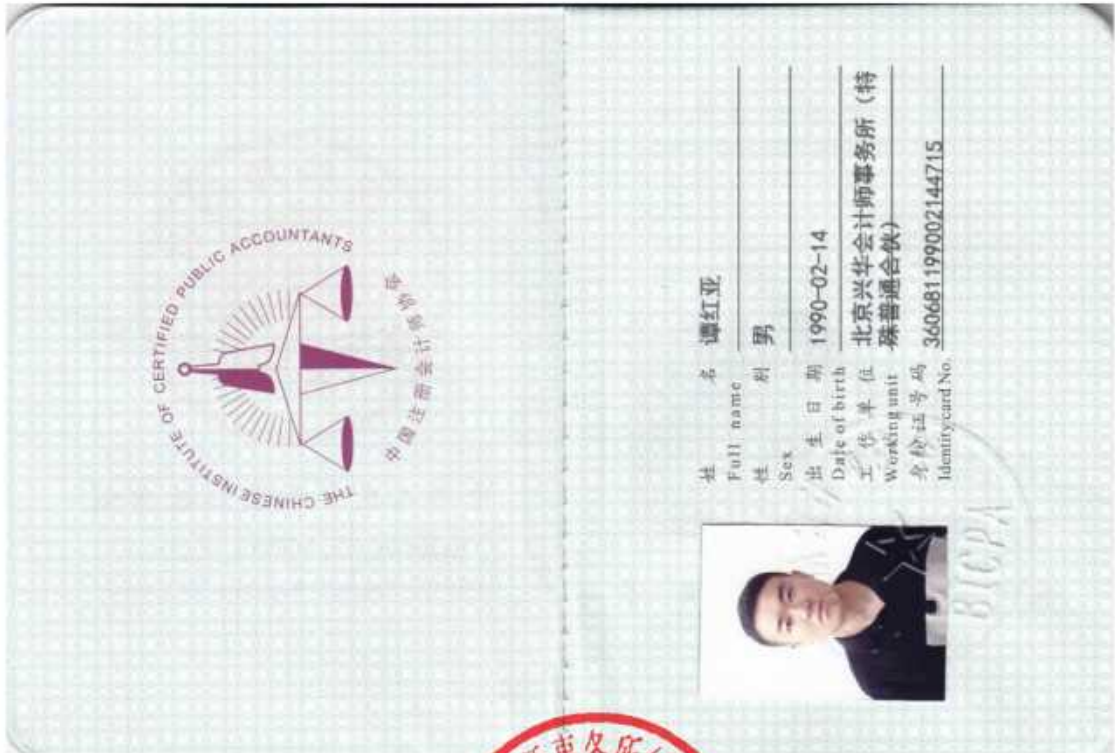 THE CHINESE INSTITUTE OF CERTIFIED PUBLIC ACCOUNTANTS
中国注册会计师协会
姓 名 谭红亚
Full name
性 别 男
Sex
出 生 日 期 1990-02-14
Date of birth
工 作 单 位 北京兴华会计师事务所（特
Working unit 殊普通合伙）
身份证号码 360681199002144715
Identity card No.
BICPA